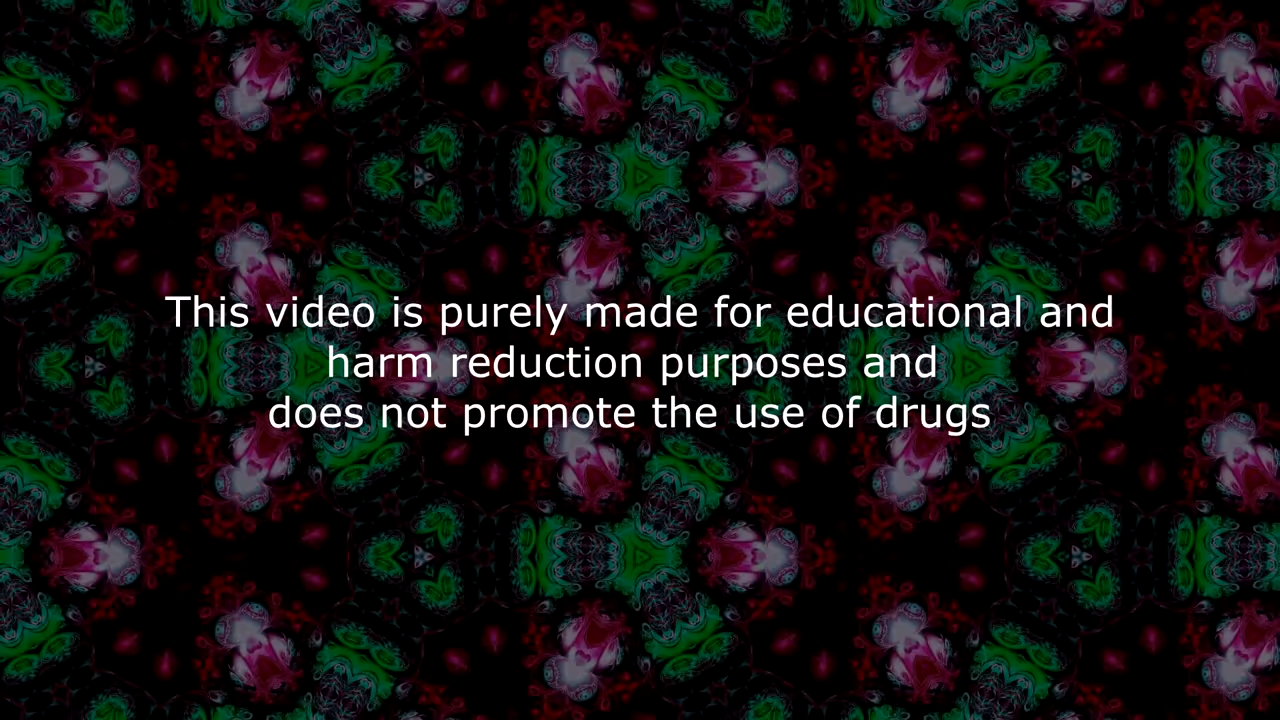 This video is purely made for educational and
harm reduction purposes and
does not promote the use of drugs